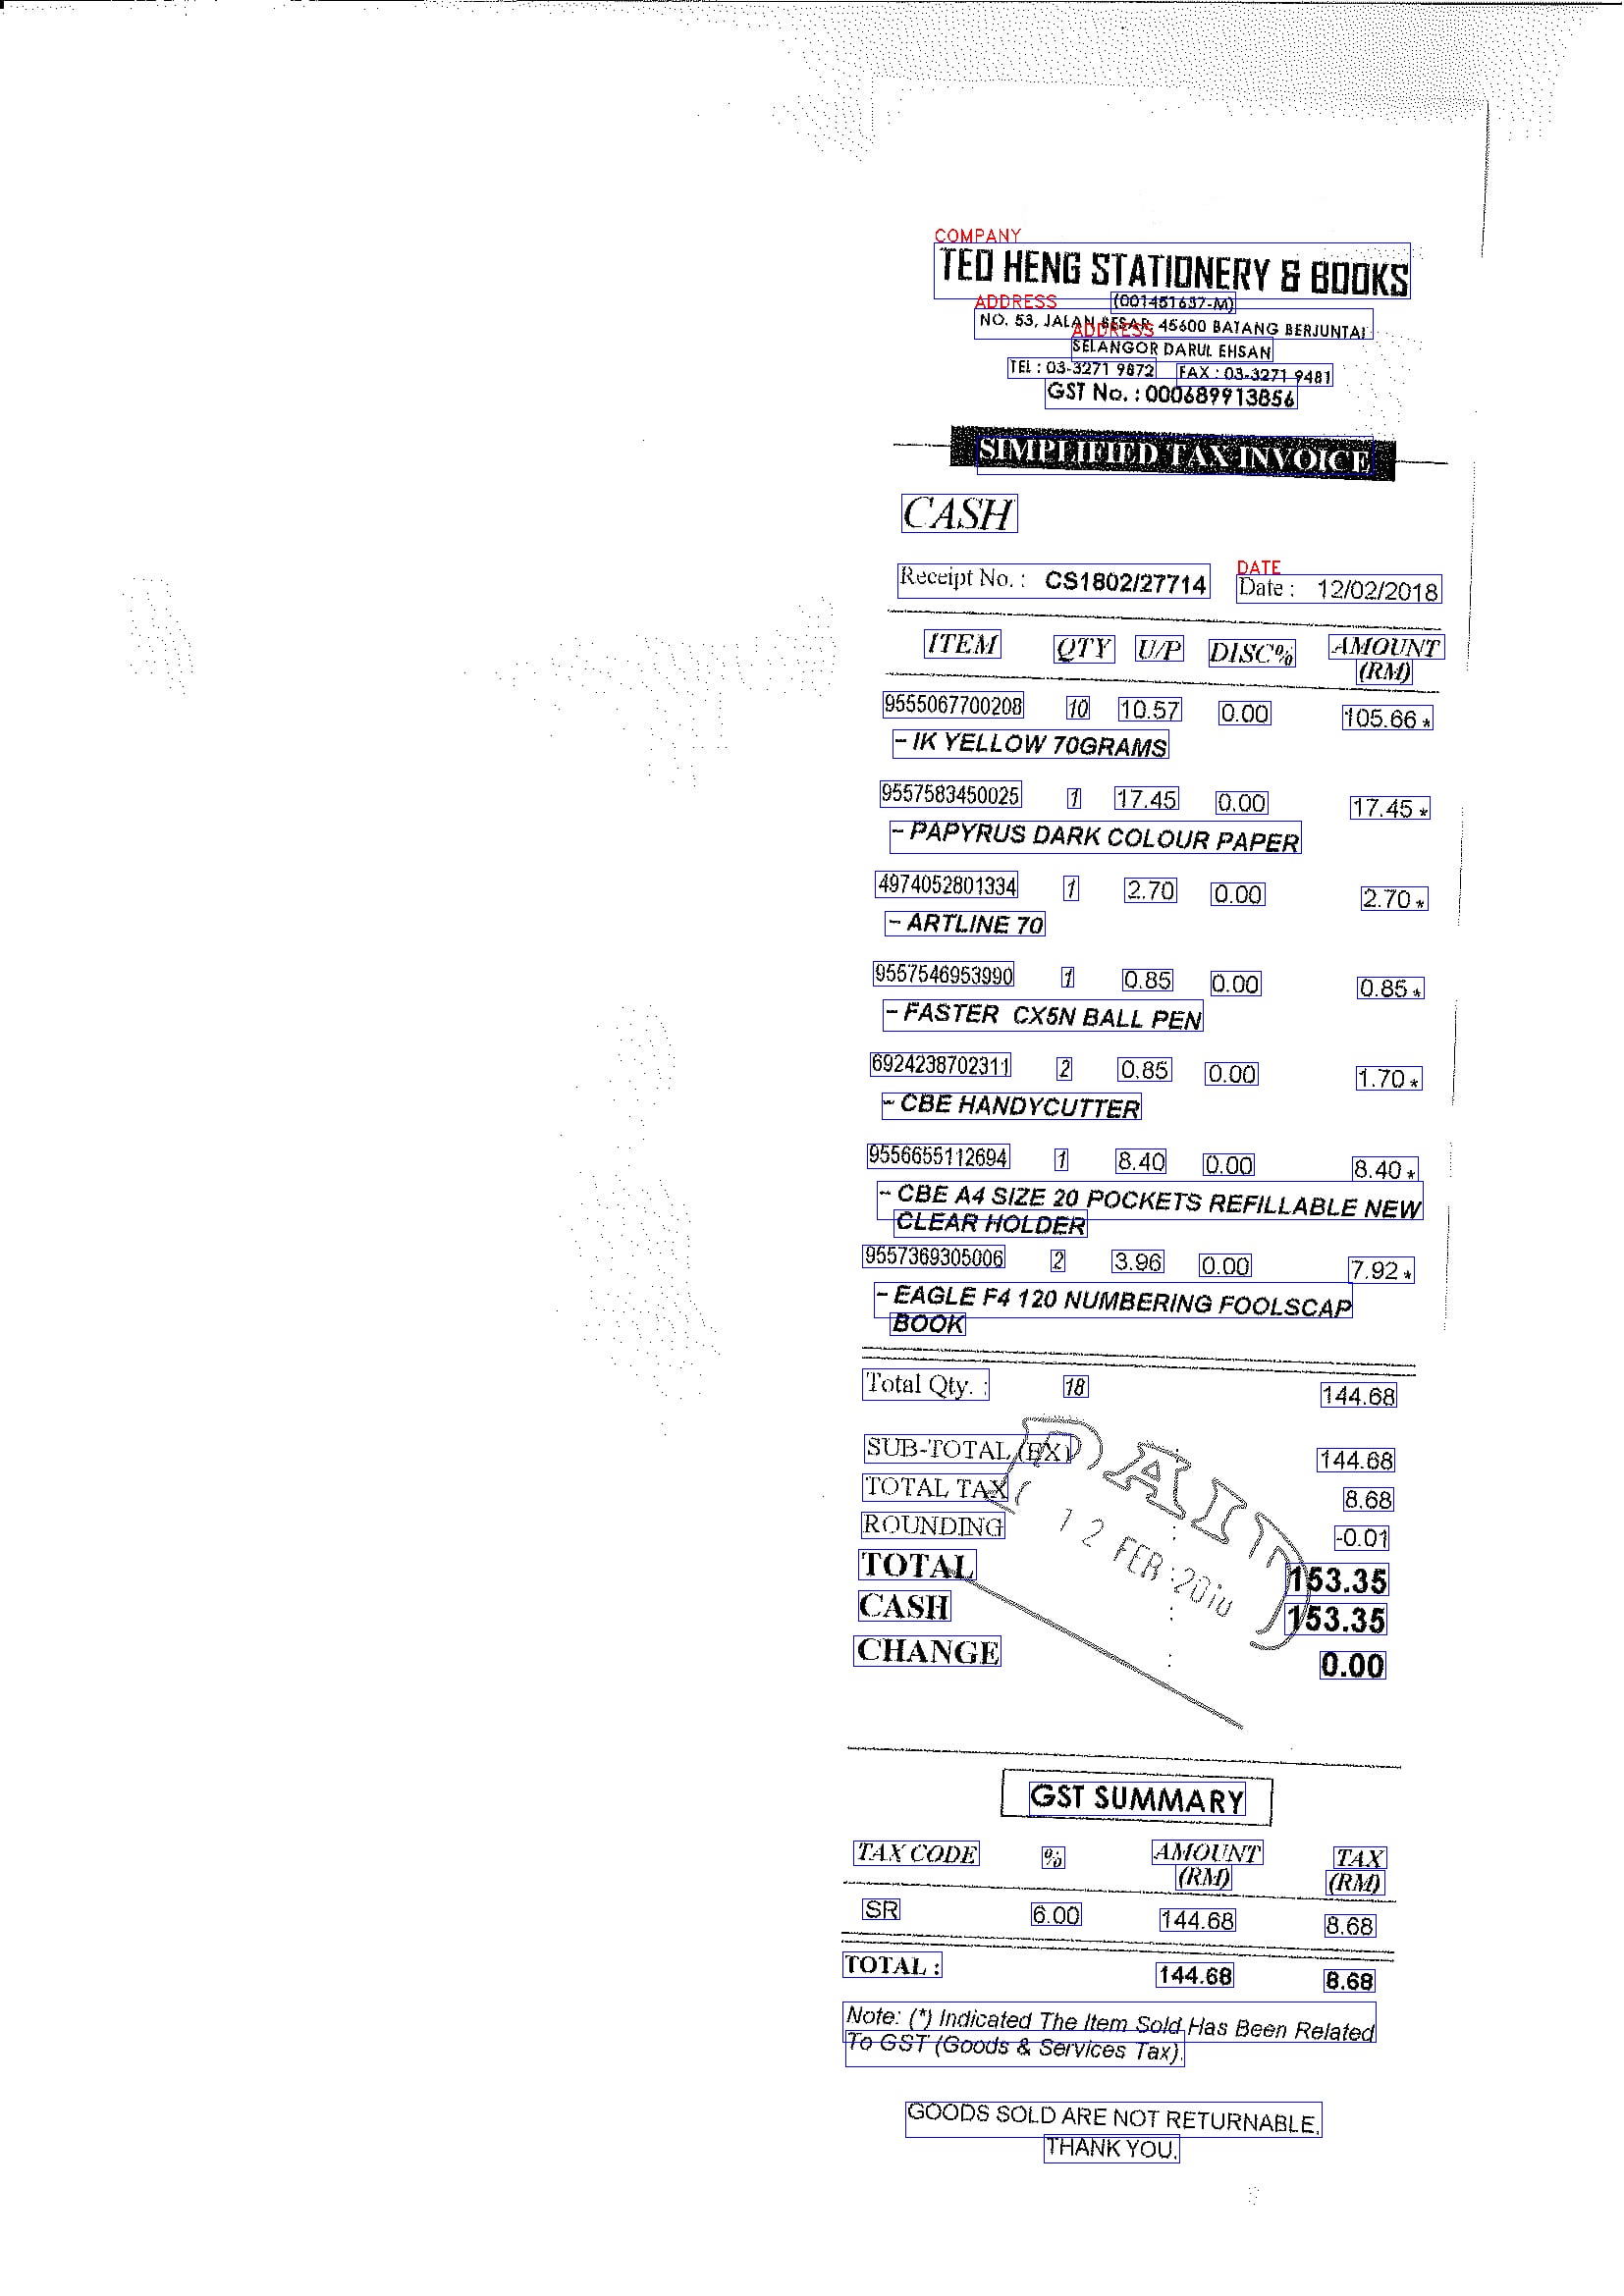 COMPANY
TEO HENG STATIONERY & BOOKS
ADDRESS (001451637-M)
NO. 53, JALAN BESAR, 45600 BATANG BERJUNTAI
ADDRESS
SELANGOR DARUL EHSAN
TEL : 03-3271 9872 FAX : 03-3271 9481
GST No. : 000689913856
SIMPLIFIED TAX INVOICE
CASH
DATE
Receipt No. : CS1802/27714 Date : 12/02/2018
ITEM QTY U/P DISC% AMOUNT
(RM)
9555067700208 10 10.57 0.00 105.66 *
- IK YELLOW 70GRAMS
9557583450025 1 17.45 0.00 17.45 *
- PAPYRUS DARK COLOUR PAPER
4974052801334 1 2.70 0.00 2.70 *
- ARTLINE 70
9557546953990 1 0.85 0.00 0.85 *
- FASTER CX5N BALL PEN
6924238702311 2 0.85 0.00 1.70 *
- CBE HANDYCUTTER
9556655112694 1 8.40 0.00 8.40 *
- CBE A4 SIZE 20 POCKETS REFILLABLE NEW
CLEAR HOLDER
9557369305006 2 3.96 0.00 7.92 *
- EAGLE F4 120 NUMBERING FOOLSCAP
BOOK
Total Qty. : 18 144.68
SUB-TOTAL (EX) : 144.68
TOTAL TAX 8.68
ROUNDING : -0.01
TOTAL : 153.35
CASH : 153.35
CHANGE : 0.00
PAID
12 FEB
GST SUMMARY
TAX CODE % AMOUNT TAX
(RM) (RM)
SR 6.00 144.68 8.68
TOTAL : 144.68 8.68
Note: (*) Indicated The Item Sold Has Been Related
To GST (Goods & Services Tax).
GOODS SOLD ARE NOT RETURNABLE.
THANK YOU.